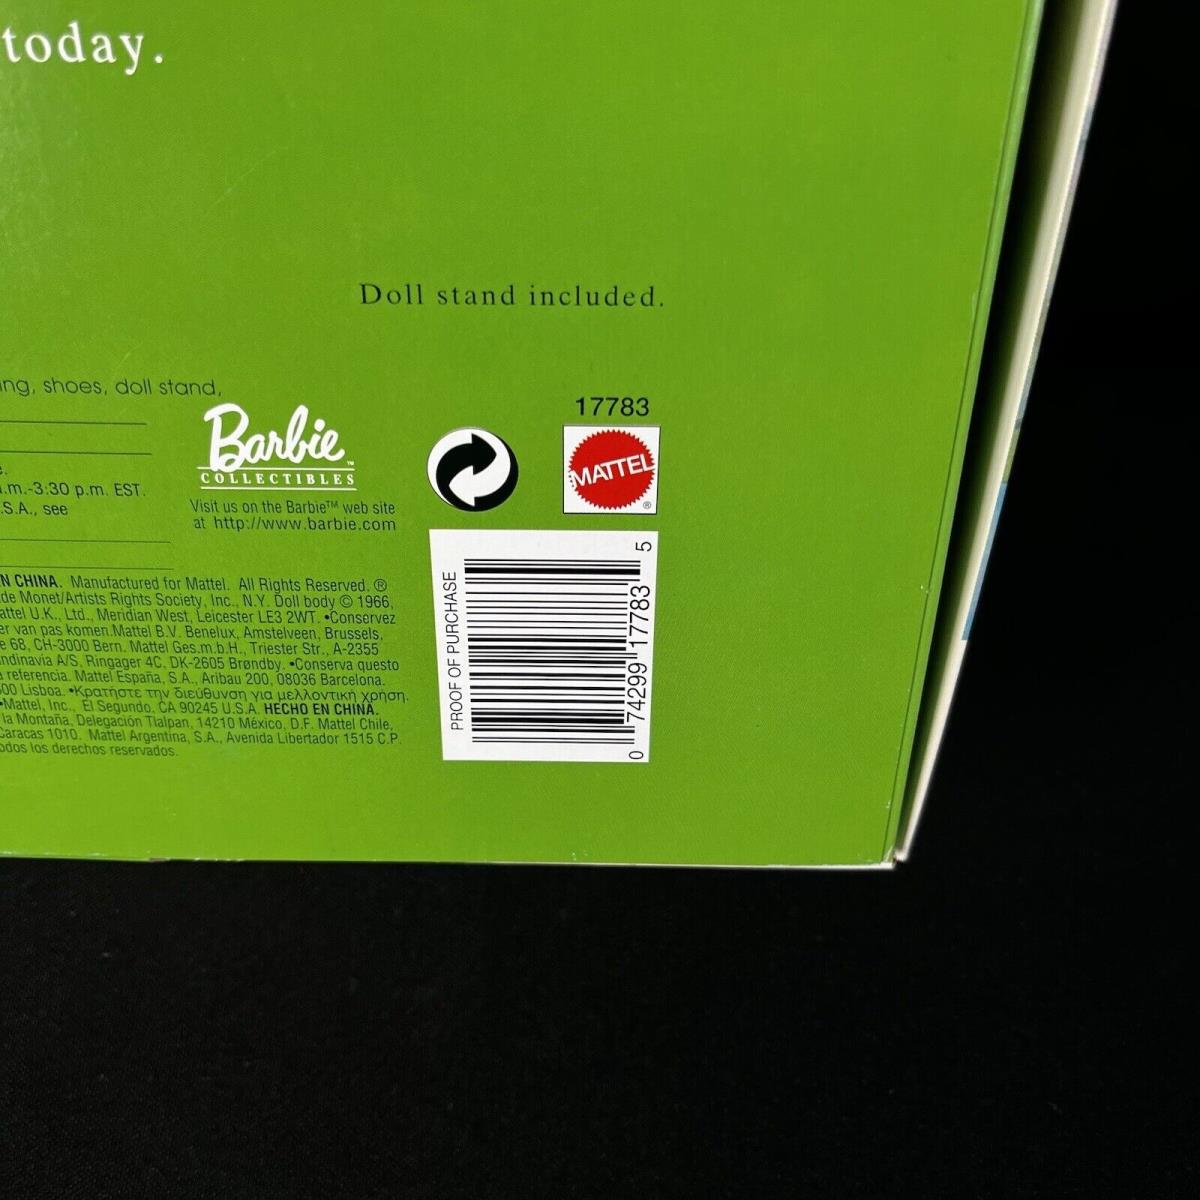 today.
Doll stand included.
ing, shoes, doll stand,
17783
Barbie™
COLLECTIBLES
MATTEL
®
Visit us on the Barbie™ web site
at http://www.barbie.com
.m.-3:30 p.m. EST.
.S.A., see
PROOF OF PURCHASE
0 74299 17783 5
N CHINA. Manufactured for Mattel. All Rights Reserved. ®
de Monet/Artists Rights Society, Inc., N.Y. Doll body © 1966,
attel U.K., Ltd., Meridian West, Leicester LE3 2WT. •Conservez
er van pas komen.Mattel B.V. Benelux, Amstelveen, Brussels,
e 68, CH-3000 Bern. Mattel Ges.m.b.H., Triester Str., A-2355
ndinavia A/S, Ringager 4C, DK-2605 Brøndby. •Conserva questo
a referencia. Mattel España, S.A., Aribau 200, 08036 Barcelona.
00 Lisboa. •Κρατήστε την διεύθυνση για μελλοντική χρήση.
•Mattel, Inc., El Segundo, CA 90245 U.S.A. HECHO EN CHINA.
la Montaña, Delegación Tlalpan, 14210 México, D.F. Mattel Chile,
Caracas 1010. Mattel Argentina, S.A., Avenida Libertador 1515 C.P.
odos los derechos reservados.